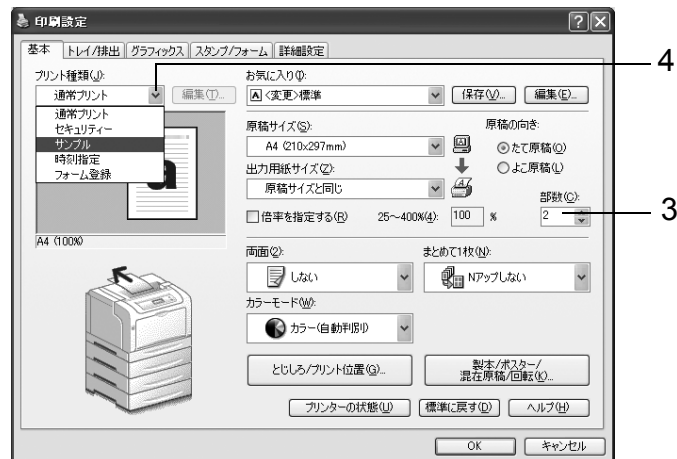 印刷設定
基本 トレイ/排出 グラフィックス スタンプ/フォーム 詳細設定
プリント種類(J):
通常プリント 編集(T)...
通常プリント
セキュリティー
サンプル
時刻指定
フォーム登録
a
A4 (100%)
お気に入り(I):
A <変更>標準 保存(V)... 編集(E)...
原稿サイズ(S):
A4 (210x297mm)
出力用紙サイズ(Z):
原稿サイズと同じ
倍率を指定する(R) 25～400%(4): 100 %
原稿の向き:
たて原稿(O)
よこ原稿(L)
部数(C):
2
両面(2):
しない
まとめて1枚(N):
Nアップしない
カラーモード(W):
カラー(自動判別)
とじしろ/プリント位置(G)...
製本/ポスター/
混在原稿/回転(K)...
プリンターの状態(U) 標準に戻す(D) ヘルプ(H)
OK キャンセル
4
3